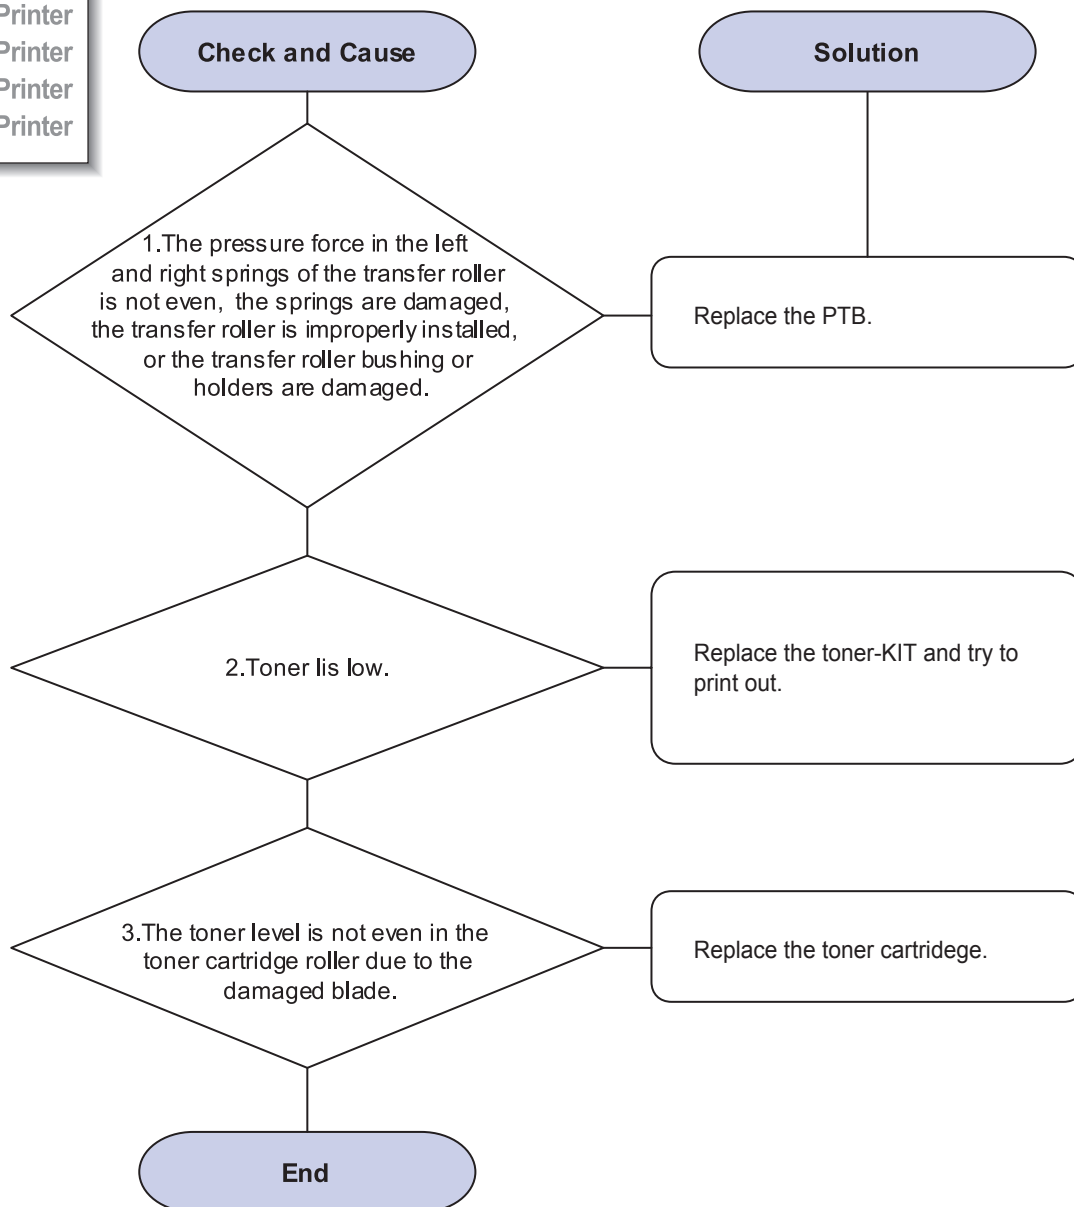 Printer
Printer
Printer
Printer
Check and Cause
Solution
1.The pressure force in the left
and right springs of the transfer roller
is not even, the springs are damaged,
the transfer roller is improperly installed,
or the transfer roller bushing or
holders are damaged.
Replace the PTB.
2.Toner lis low.
Replace the toner-KIT and try to
print out.
3.The toner level is not even in the
toner cartridge roller due to the
damaged blade.
Replace the toner cartridege.
End